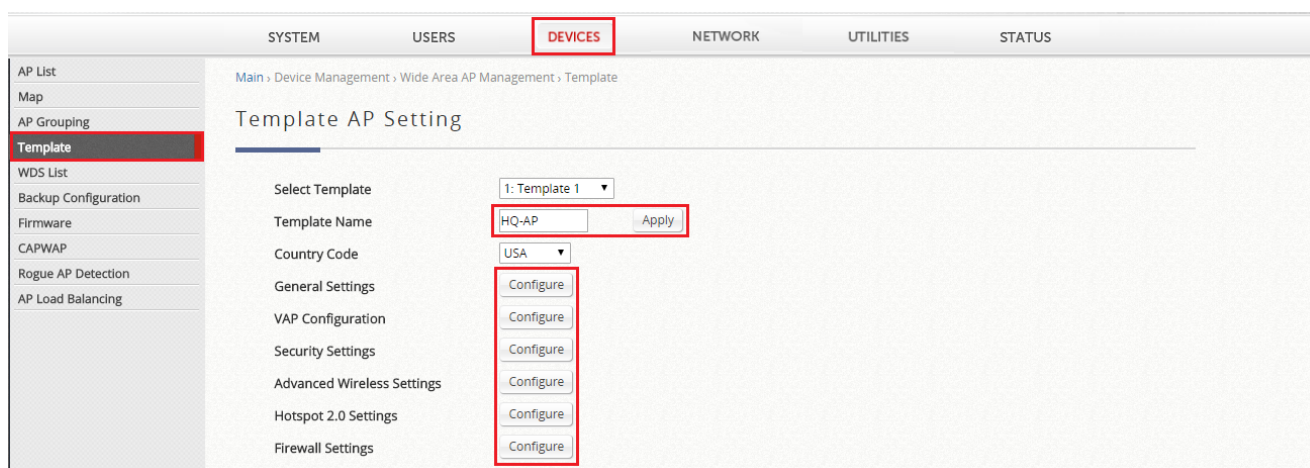 SYSTEM USERS DEVICES NETWORK UTILITIES STATUS
AP List
Map
AP Grouping
Template
WDS List
Backup Configuration
Firmware
CAPWAP
Rogue AP Detection
AP Load Balancing
Main › Device Management › Wide Area AP Management › Template
Template AP Setting
Select Template 1: Template 1
Template Name HQ-AP Apply
Country Code USA
General Settings Configure
VAP Configuration Configure
Security Settings Configure
Advanced Wireless Settings Configure
Hotspot 2.0 Settings Configure
Firewall Settings Configure